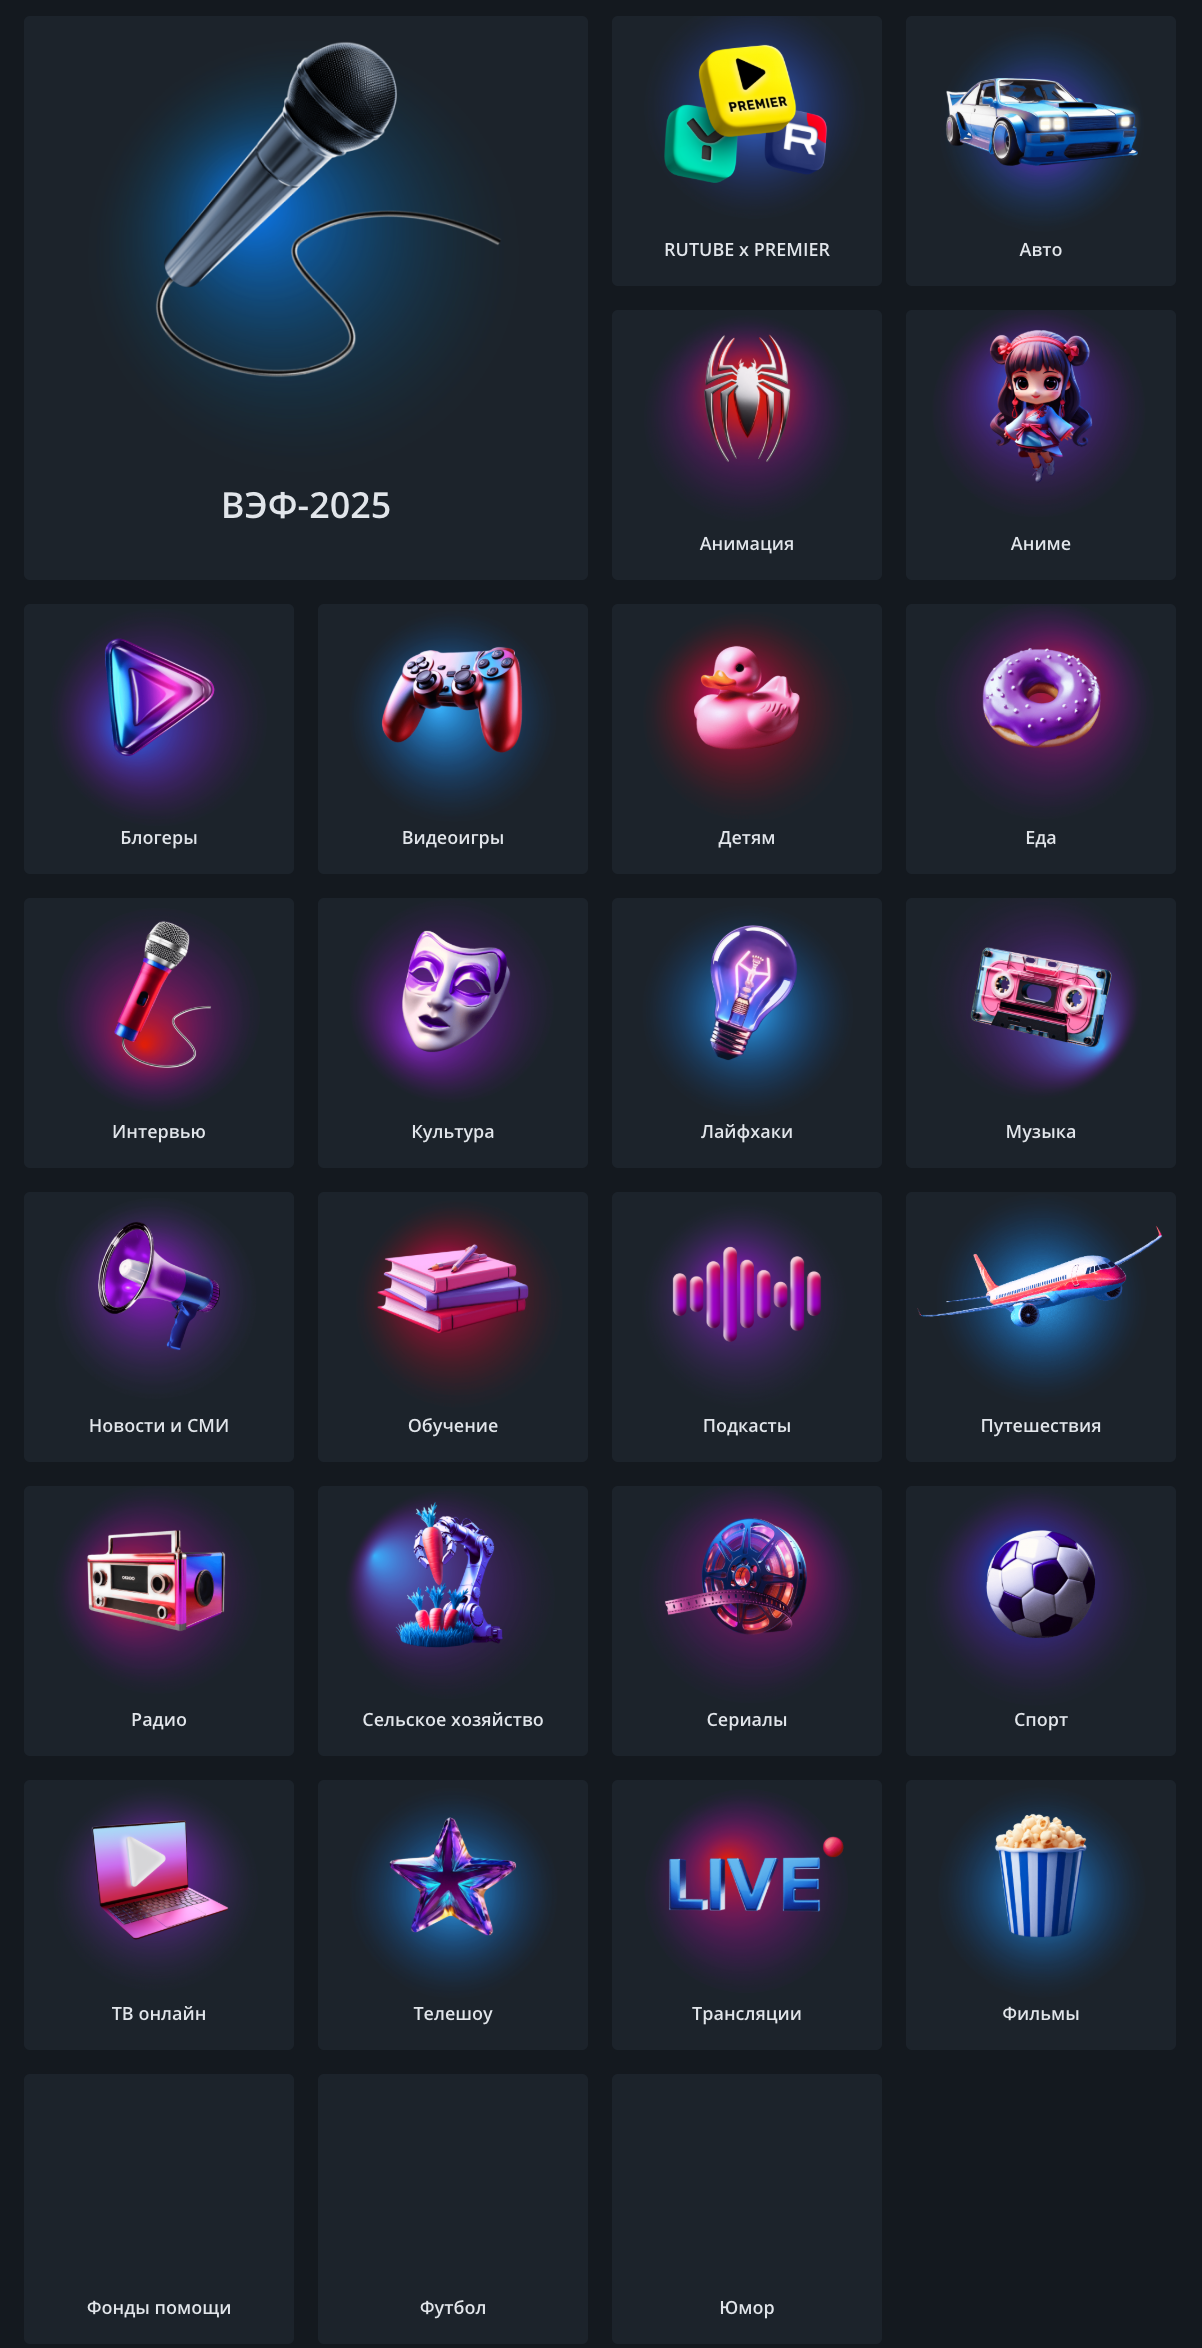 PREMIER
Y
R
RUTUBE x PREMIER
Авто
ВЭФ-2025
Анимация
Аниме
Блогеры
Видеоигры
Детям
Еда
Интервью
Культура
Лайфхаки
Музыка
Новости и СМИ
Обучение
Подкасты
Путешествия
Радио
Сельское хозяйство
Сериалы
Спорт
LIVE
ТВ онлайн
Телешоу
Трансляции
Фильмы
Фонды помощи
Футбол
Юмор